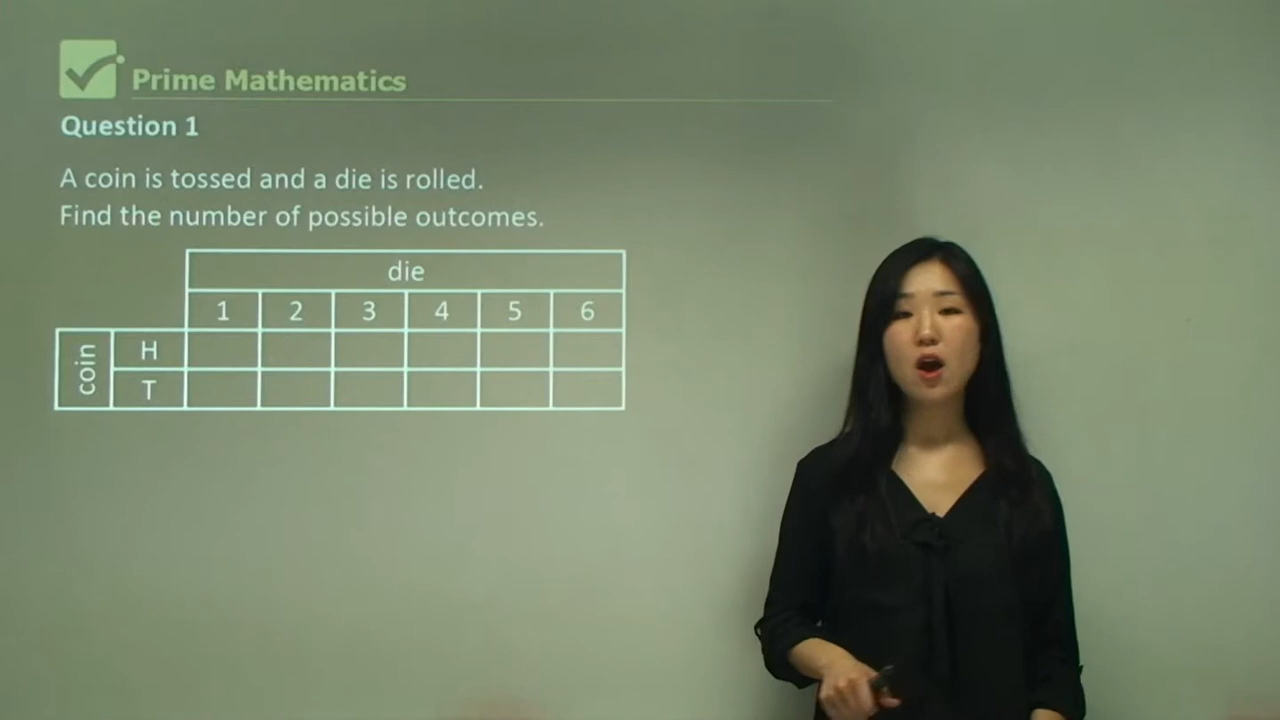 Prime Mathematics
Question 1
A coin is tossed and a die is rolled.
Find the number of possible outcomes.
die
1 2 3 4 5 6
coin
H
T